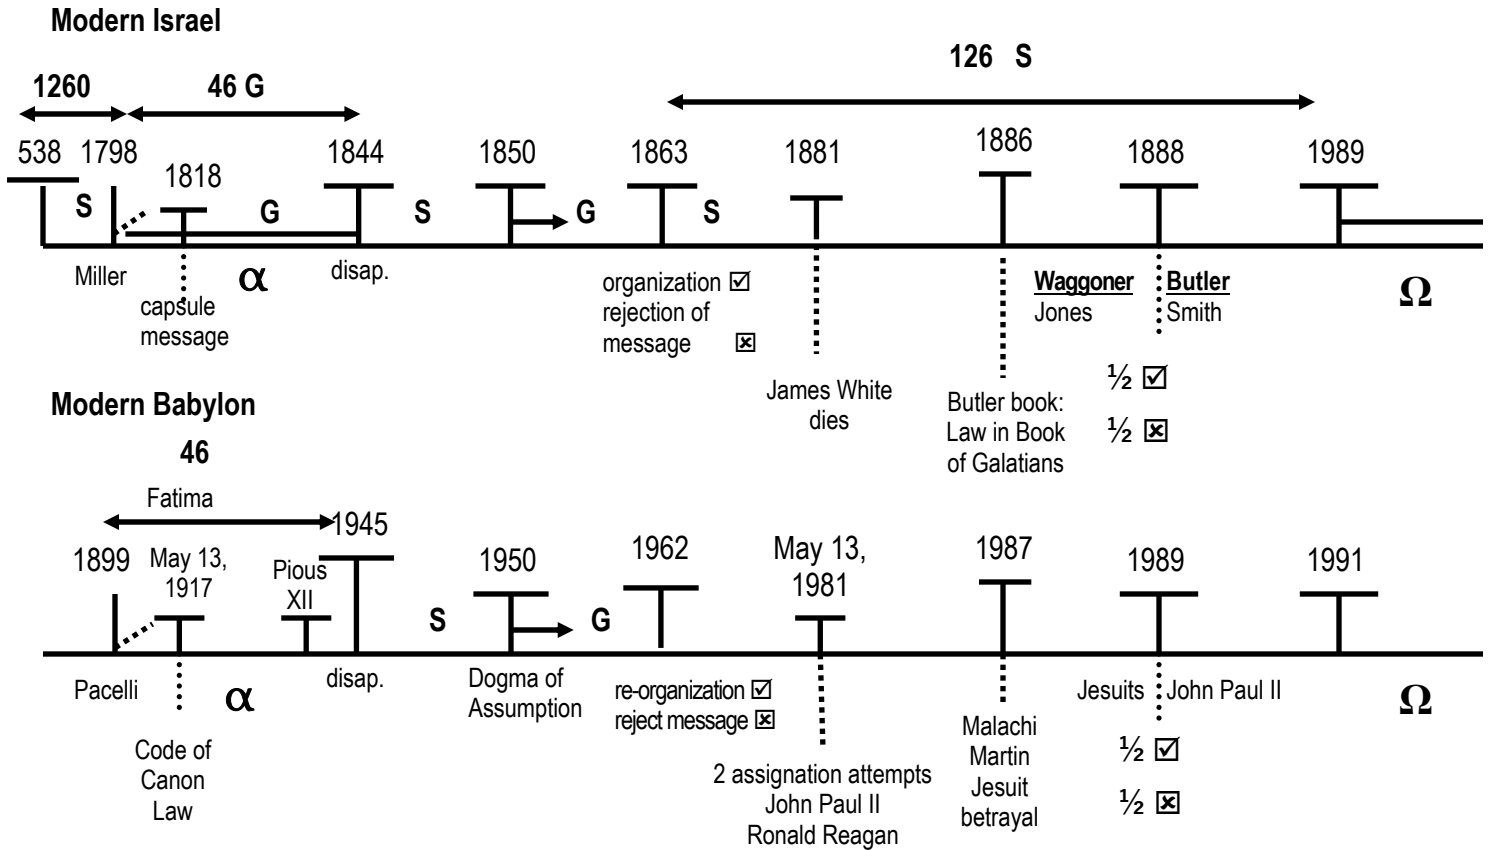 Modern Israel
126 S
1260
46 G
538
1798
1818
1844
1850
1863
1881
1886
1888
1989
S
G
S
G
S
Miller
α
disap.
capsule
message
organization ☑
rejection of
message ☒
James White
dies
Butler book:
Law in Book
of Galatians
Waggoner
Jones
Butler
Smith
½ ☑
½ ☒
Ω
Modern Babylon
46
Fatima
1899
May 13,
1917
Pious
XII
1945
1950
1962
May 13,
1981
1987
1989
1991
S
G
Pacelli
α
disap.
Code of
Canon
Law
Dogma of
Assumption
re-organization ☑
reject message ☒
2 assignation attempts
John Paul II
Ronald Reagan
Malachi
Martin
Jesuit
betrayal
Jesuits
John Paul II
½ ☑
½ ☒
Ω